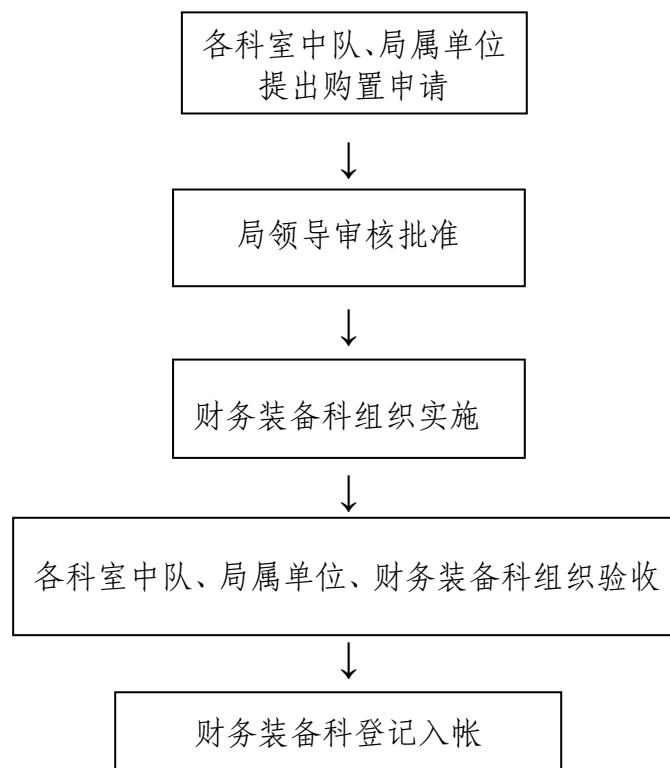 各科室中队、局属单位
提出购置申请
↓
局领导审核批准
↓
财务装备科组织实施
↓
各科室中队、局属单位、财务装备科组织验收
↓
财务装备科登记入帐